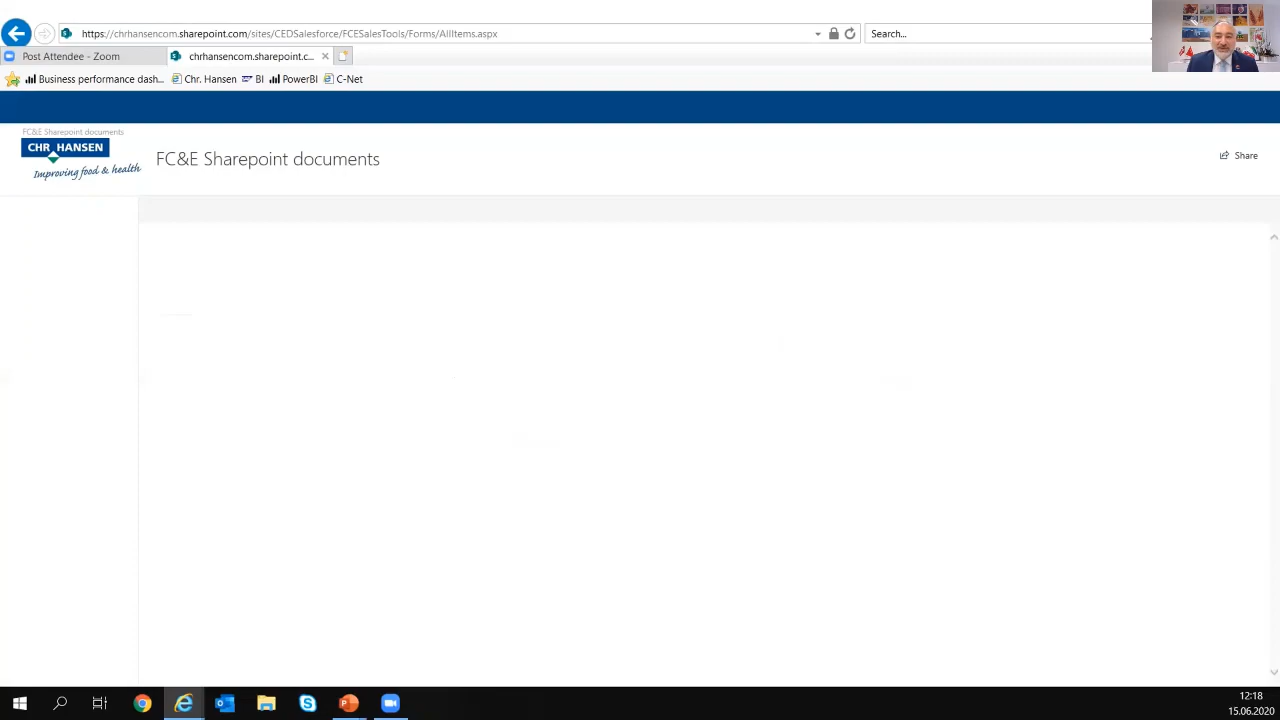 https://chrhansencom.sharepoint.com/sites/CEDSalesforce/FCESalesTools/Forms/AllItems.aspx
Search...
Post Attendee - Zoom
chrhansencom.sharepoint.c...
Business performance dash...
Chr. Hansen
BI
PowerBI
C-Net
FC&E Sharepoint documents
CHR HANSEN
Improving food & health
FC&E Sharepoint documents
Share
12:18
15.06.2020